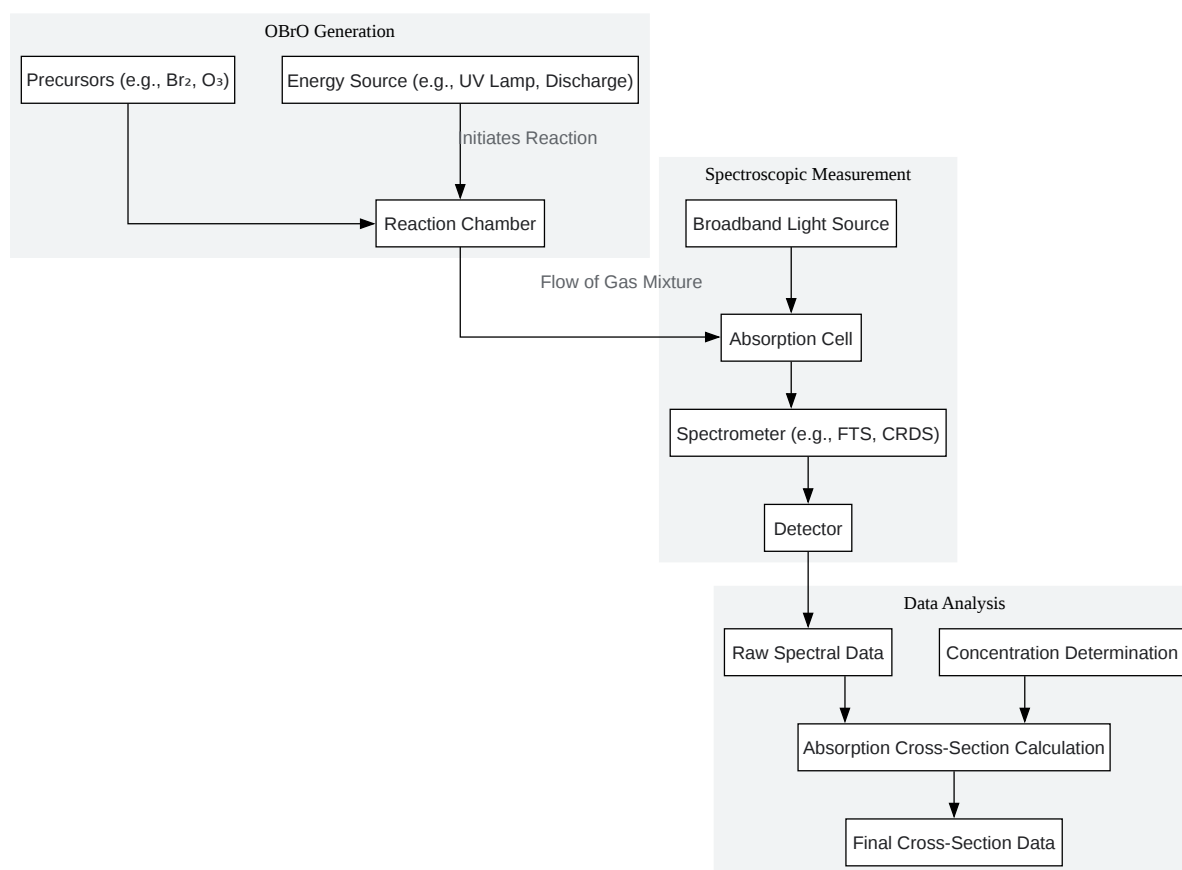 OBrO Generation
Precursors (e.g., Br₂, O₃)
Energy Source (e.g., UV Lamp, Discharge)
Initiates Reaction
Reaction Chamber
Flow of Gas Mixture
Spectroscopic Measurement
Broadband Light Source
Absorption Cell
Spectrometer (e.g., FTS, CRDS)
Detector
Data Analysis
Raw Spectral Data
Concentration Determination
Absorption Cross-Section Calculation
Final Cross-Section Data